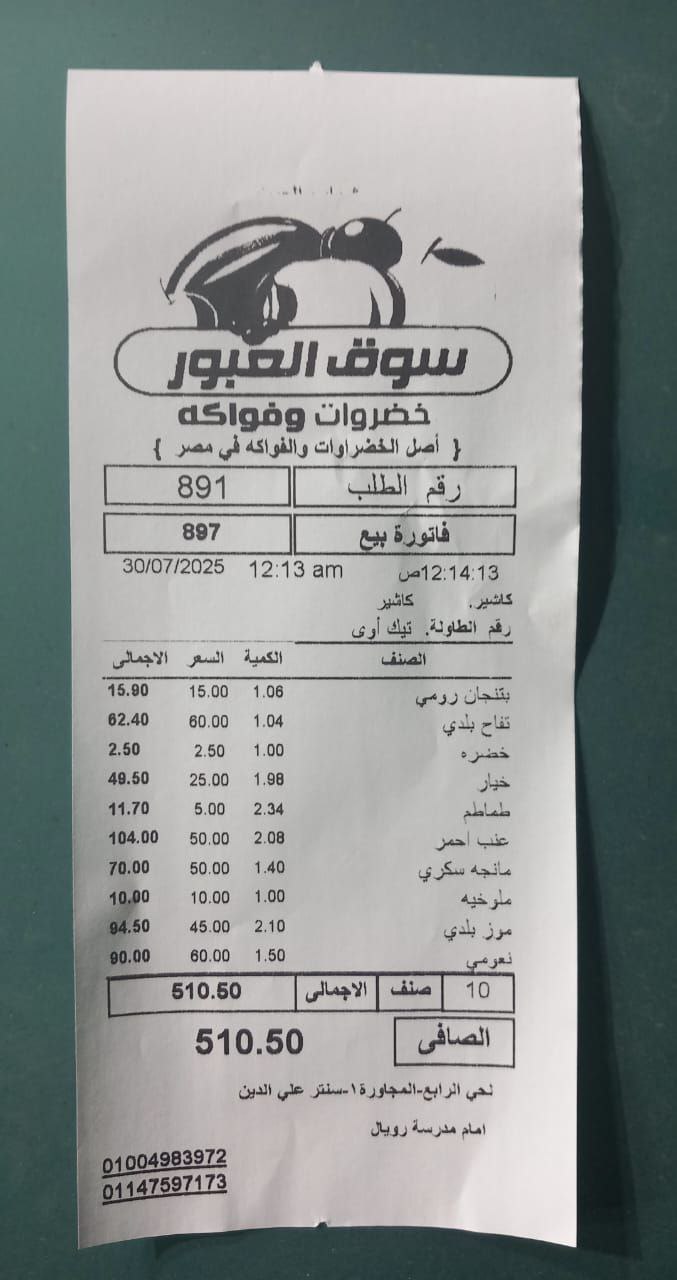 سوق العبور
خضروات وفواكه
{ أصل الخضراوات والفواكه في مصر }
رقم الطلب 891
فاتورة بيع 897
30/07/2025 12:13 am 12:14:13ص
كاشير. كاشير
رقم الطاولة. تيك أوى
الصنف الكمية السعر الاجمالى
بتنجان رومي 1.06 15.00 15.90
تفاح بلدي 1.04 60.00 62.40
خضره 1.00 2.50 2.50
خيار 1.98 25.00 49.50
طماطم 2.34 5.00 11.70
عنب احمر 2.08 50.00 104.00
مانجه سكري 1.40 50.00 70.00
ملوخيه 1.00 10.00 10.00
موز بلدي 2.10 45.00 94.50
نعومي 1.50 60.00 90.00
10 صنف الاجمالى 510.50
الصافى 510.50
لحي الرابع-المجاورة١-سنتر علي الدين
امام مدرسة رويال
01004983972
01147597173